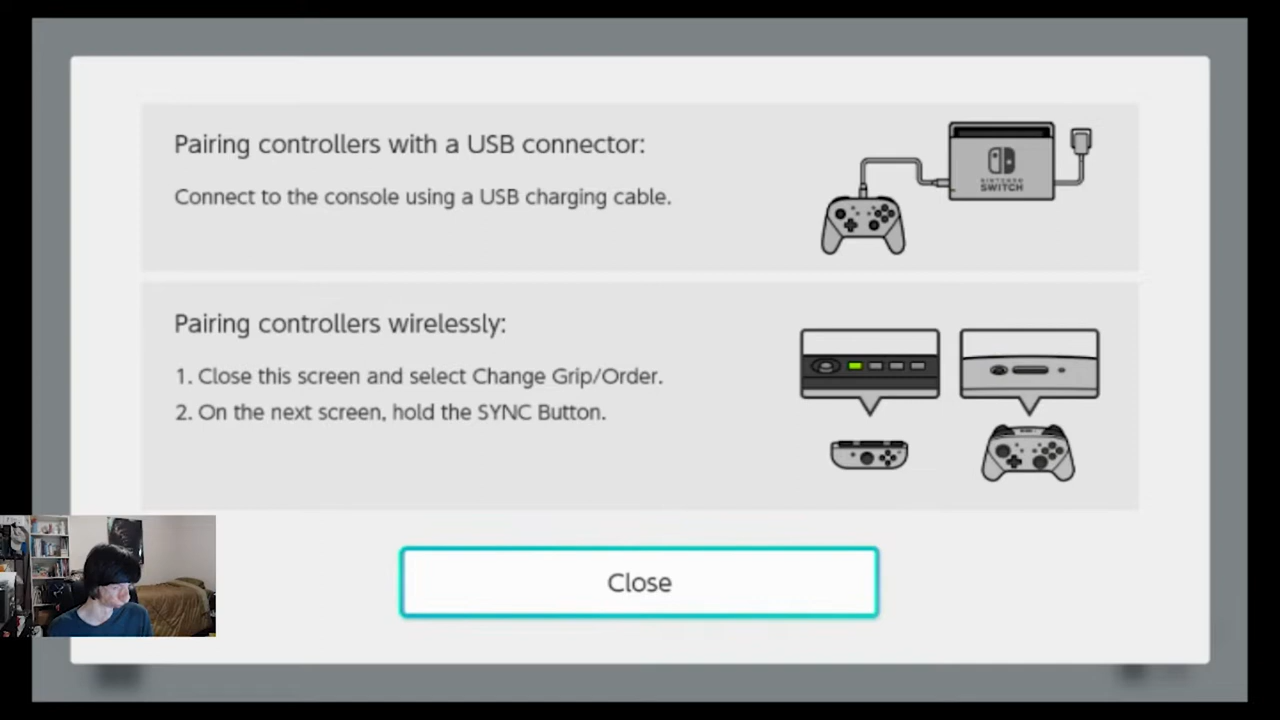 Pairing controllers with a USB connector:
Connect to the console using a USB charging cable.
NINTENDO
SWITCH
Pairing controllers wirelessly:
1. Close this screen and select Change Grip/Order.
2. On the next screen, hold the SYNC Button.
Close